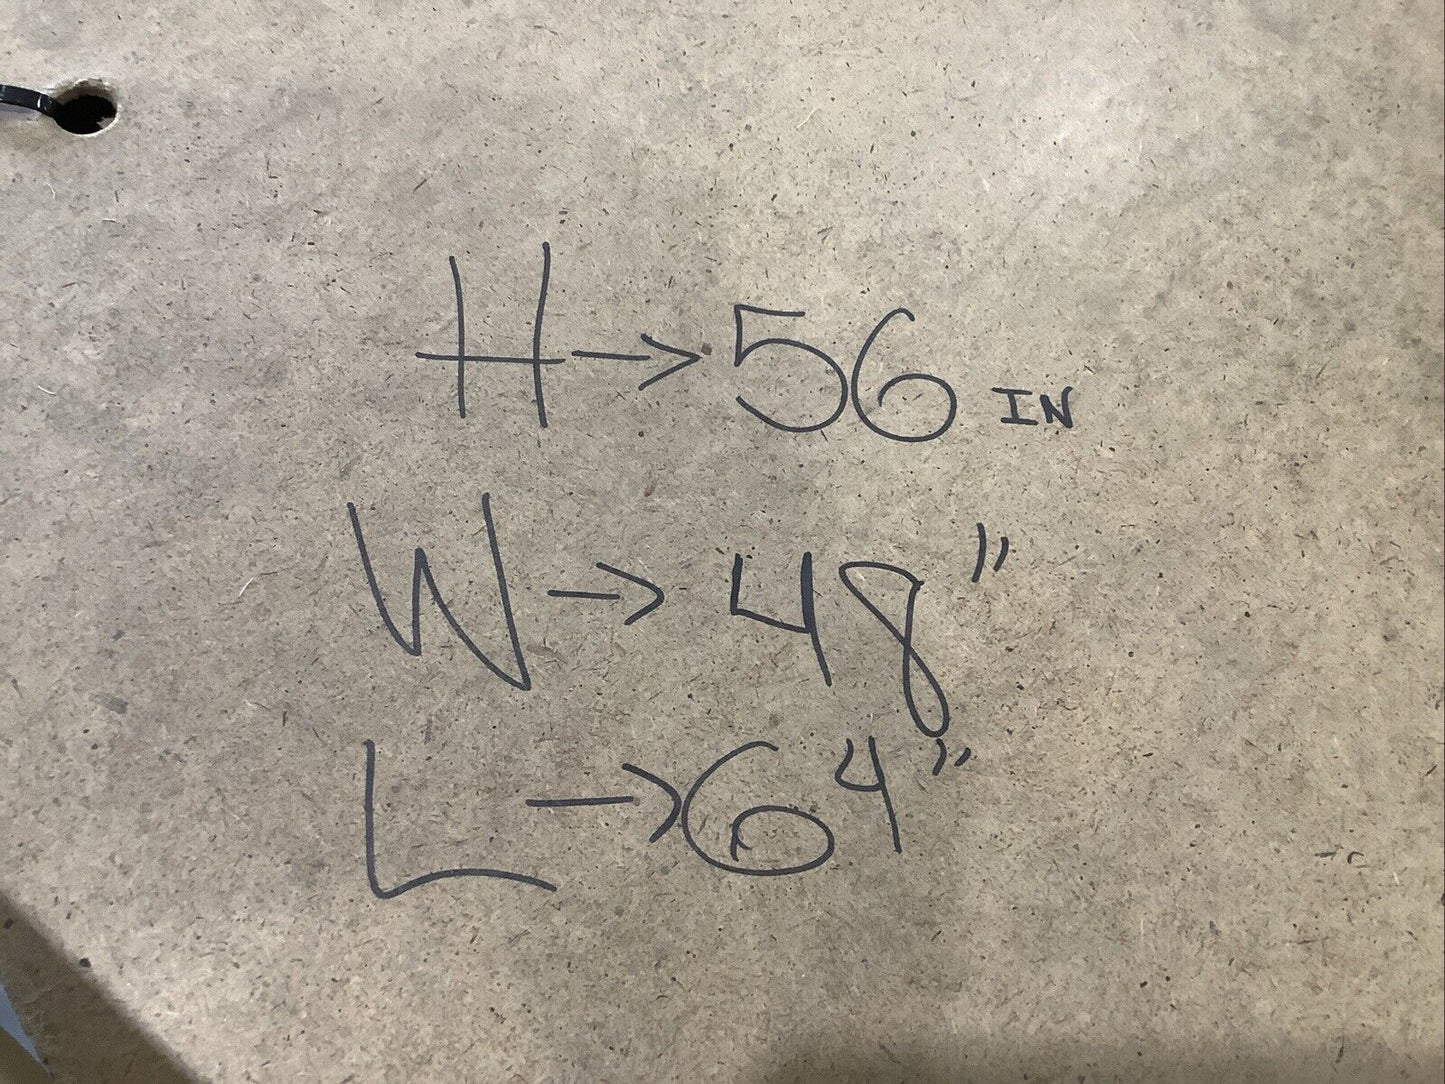 H → 56 IN
W → 48"
L → 64"